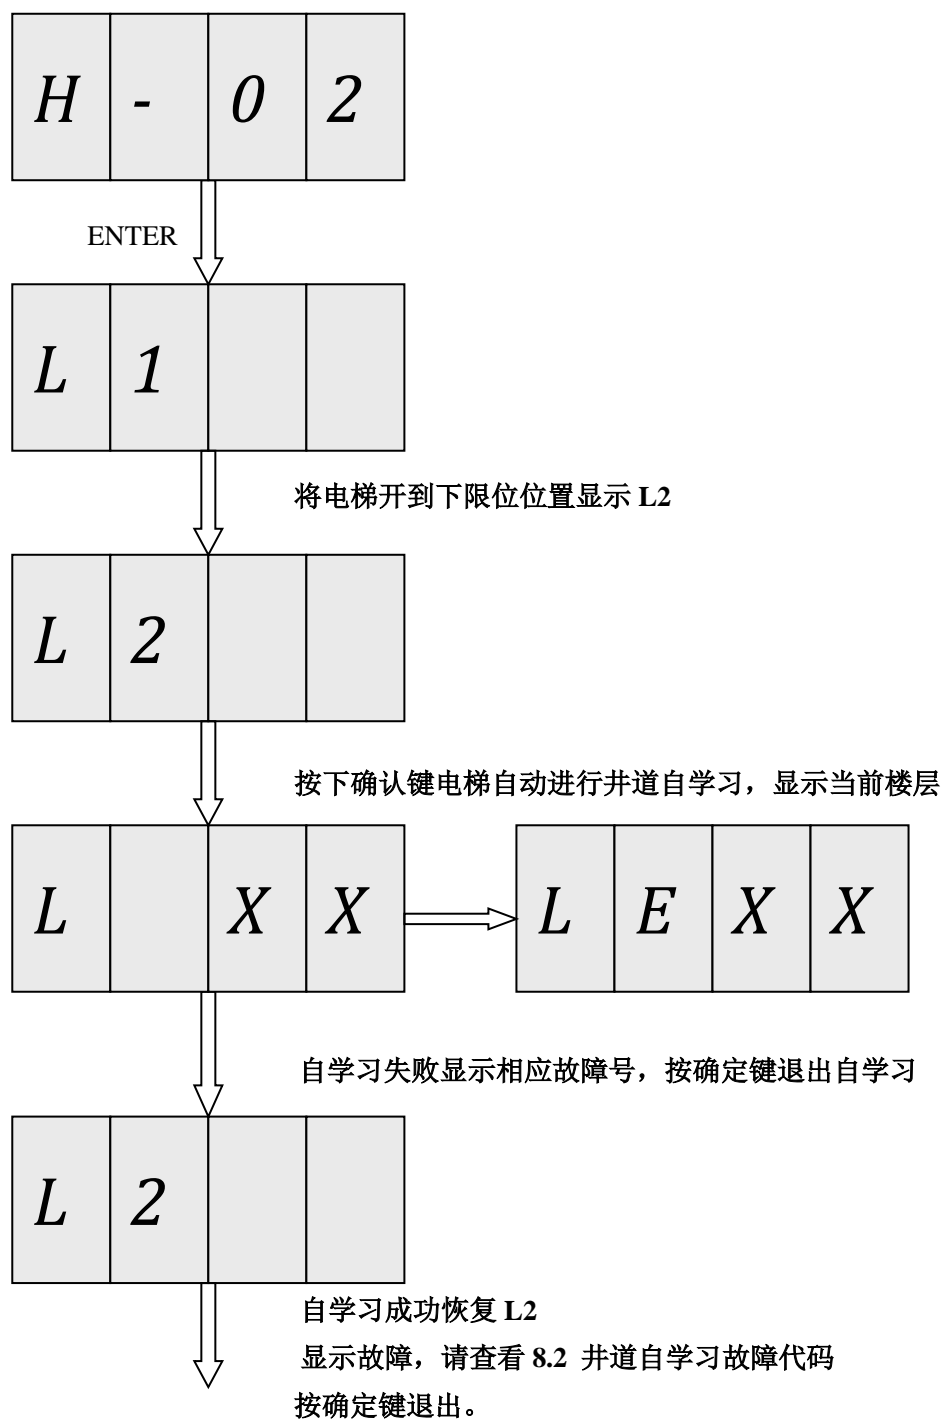 H - 0 2
ENTER
L 1
将电梯开到下限位位置显示 L2
L 2
按下确认键电梯自动进行井道自学习，显示当前楼层
L X X
L E X X
自学习失败显示相应故障号，按确定键退出自学习
L 2
自学习成功恢复 L2
显示故障，请查看 8.2 井道自学习故障代码
按确定键退出。